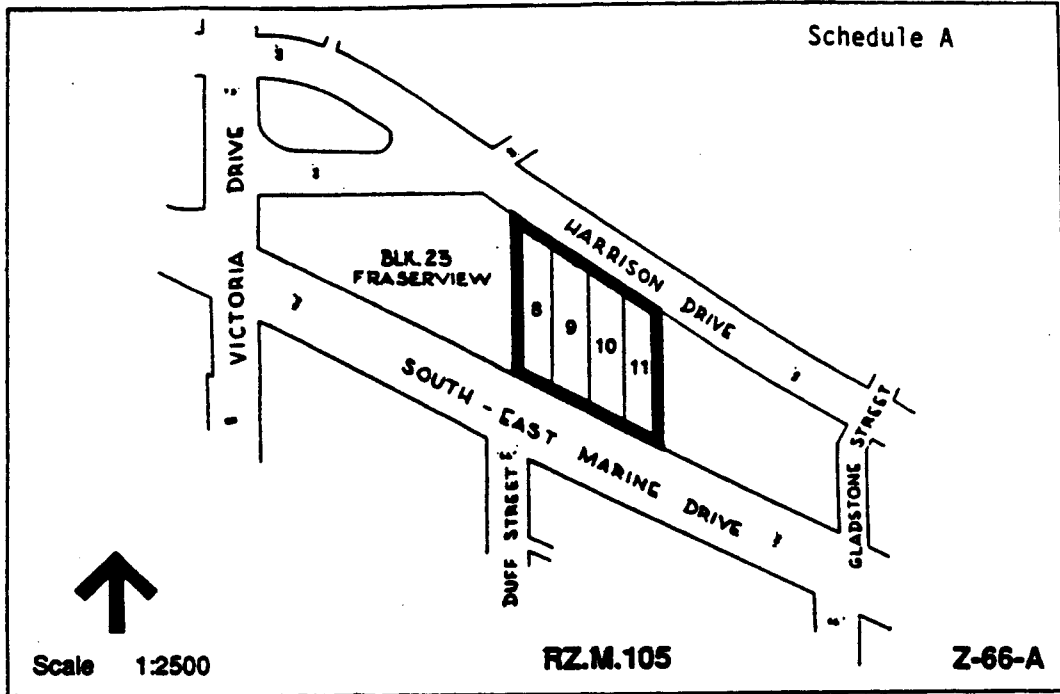 Schedule A
VICTORIA DRIVE
HARRISON DRIVE
BLK. 23
FRASERVIEW
8
9
10
11
SOUTH - EAST MARINE DRIVE
DUFF STREET
GLADSTONE STREET
Scale 1:2500
RZ.M.105
Z-66-A